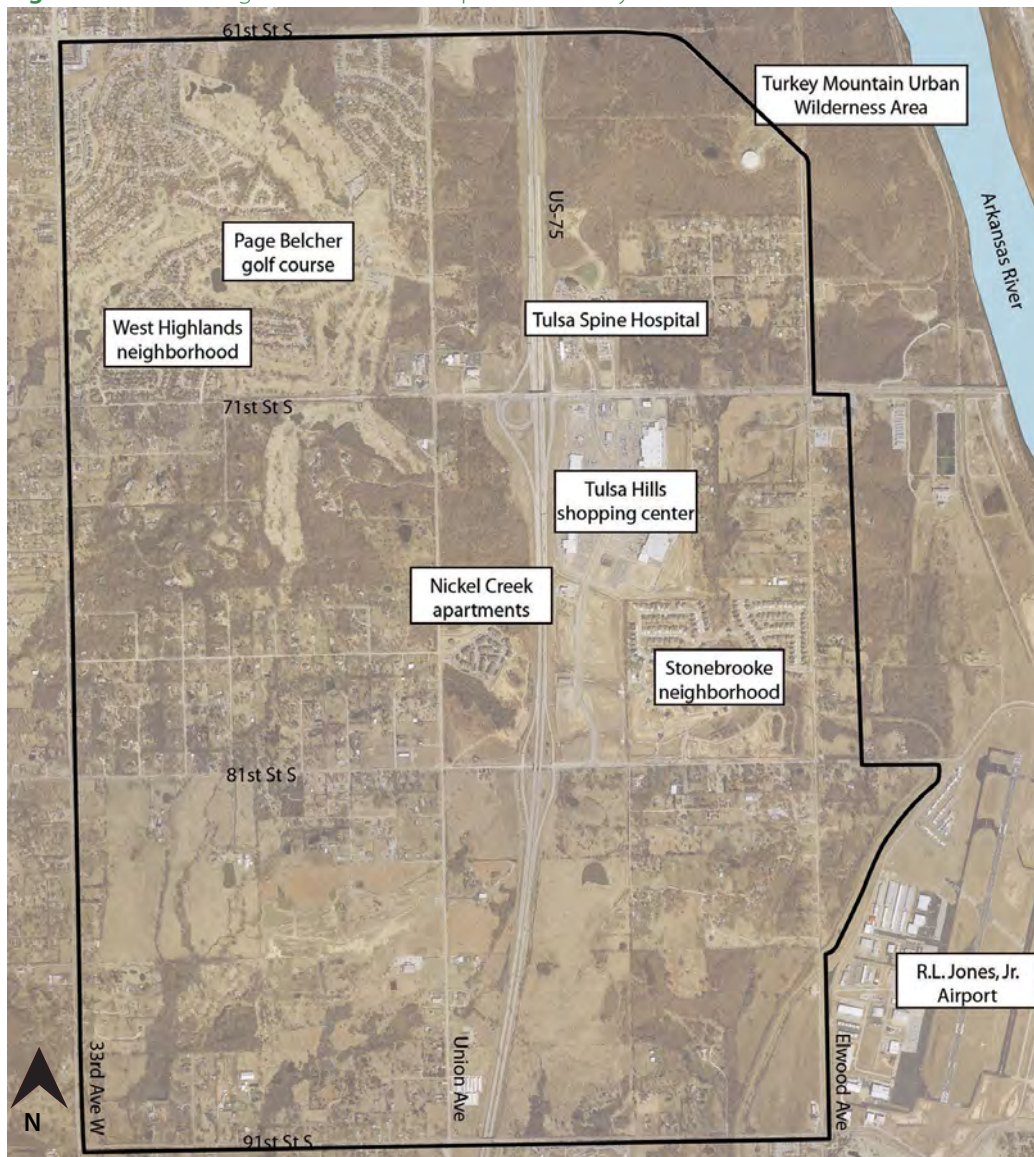 61st St S
Turkey Mountain Urban
Wilderness Area
US-75
Arkansas River
Page Belcher
golf course
Tulsa Spine Hospital
West Highlands
neighborhood
71st St S
Tulsa Hills
shopping center
Nickel Creek
apartments
Stonebrooke
neighborhood
81st St S
R.L. Jones, Jr.
Airport
33rd Ave W
Union Ave
Elwood Ave
N
91st St S